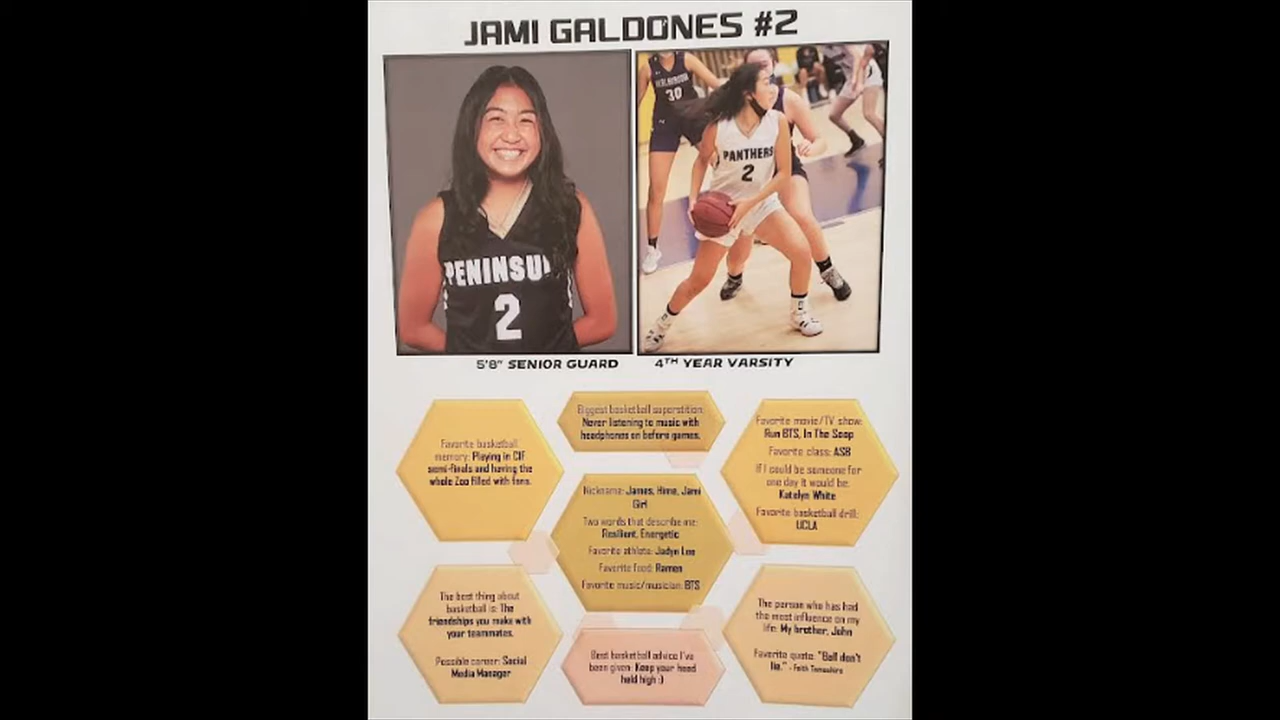 JAMI GALDONES #2
30
PANTHERS
2
PENINSU
2
5'8" SENIOR GUARD
4TH YEAR VARSITY
Favorite basketball
memory: Playing in CIF
semi-finals and having the
whole Zoo filled with fans.
Biggest basketball superstition:
Never listening to music with
headphones on before games.
Favorite movie/TV show:
Run BTS, In The Soop
Favorite class: ASB
If I could be someone for
one day it would be:
Katelyn White
Favorite basketball drill:
UCLA
Nickname: James, Hime, Jami
Girl
Two words that describe me:
Resilient, Energetic
Favorite athlete: Jadyn Lee
Favorite food: Ramen
Favorite music/musician: BTS
The best thing about
basketball is: The
friendships you make with
your teammates.
Possible career: Social
Media Manager
Best basketball advice I've
been given: Keep your head
held high :)
The person who has had
the most influence on my
life: My brother, John
Favorite quote: "Ball don't
lie." - Faith